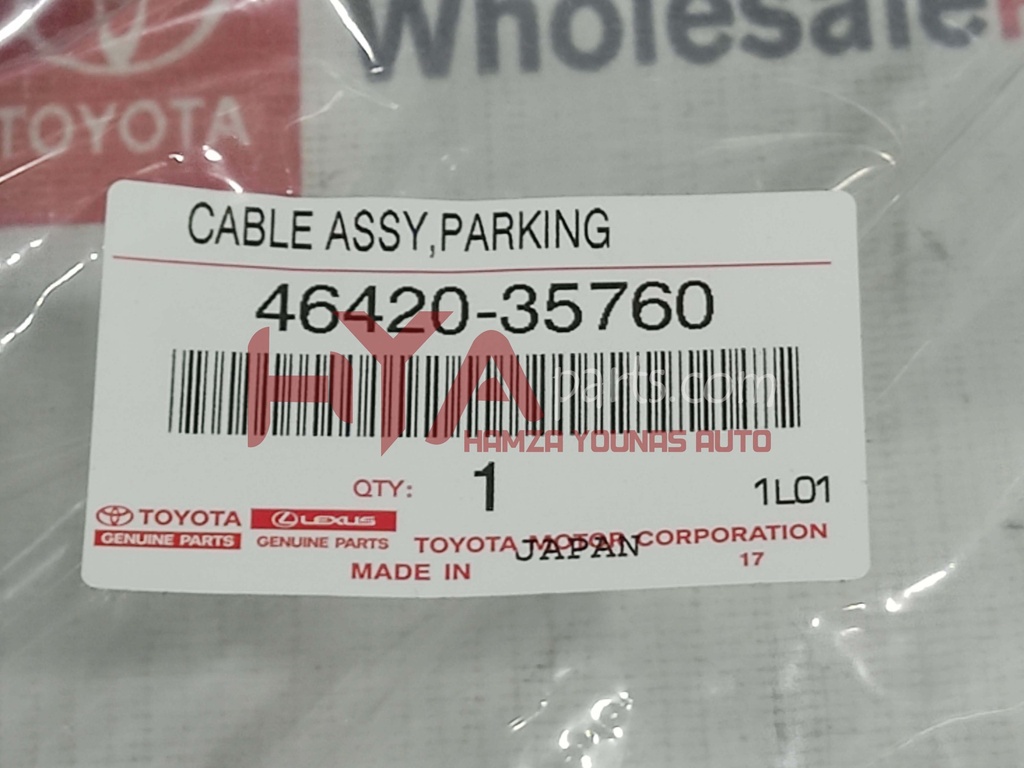 Wholesale
TOYOTA
CABLE ASSY,PARKING
46420-35760
HYA
parts.com
HAMZA YOUNAS AUTO
QTY: 1
1L01
TOYOTA
GENUINE PARTS
LEXUS
GENUINE PARTS
TOYOTA MOTOR CORPORATION
17
MADE IN JAPAN